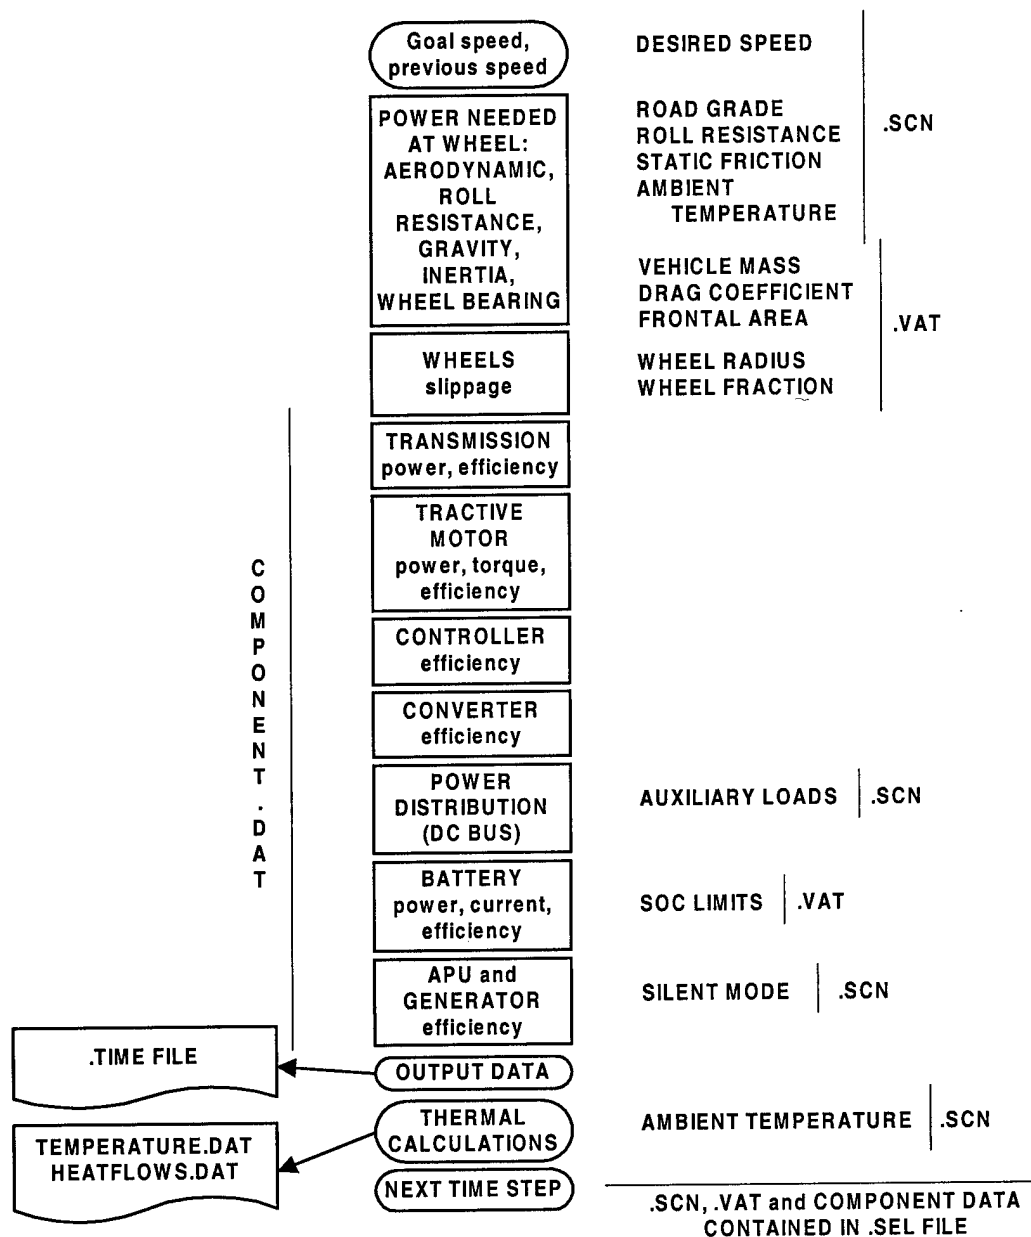 Goal speed,
previous speed
DESIRED SPEED
POWER NEEDED
AT WHEEL:
AERODYNAMIC,
ROLL
RESISTANCE,
GRAVITY,
INERTIA,
WHEEL BEARING
ROAD GRADE
ROLL RESISTANCE
STATIC FRICTION
AMBIENT
TEMPERATURE
.SCN
VEHICLE MASS
DRAG COEFFICIENT
FRONTAL AREA
.VAT
WHEELS
slippage
WHEEL RADIUS
WHEEL FRACTION
TRANSMISSION
power, efficiency
TRACTIVE
MOTOR
power, torque,
efficiency
CONTROLLER
efficiency
CONVERTER
efficiency
COMPONENT.DAT
POWER
DISTRIBUTION
(DC BUS)
AUXILIARY LOADS .SCN
BATTERY
power, current,
efficiency
SOC LIMITS .VAT
APU and
GENERATOR
efficiency
SILENT MODE .SCN
.TIME FILE
OUTPUT DATA
THERMAL
CALCULATIONS
AMBIENT TEMPERATURE .SCN
TEMPERATURE.DAT
HEATFLOWS.DAT
NEXT TIME STEP
.SCN, .VAT and COMPONENT DATA
CONTAINED IN .SEL FILE